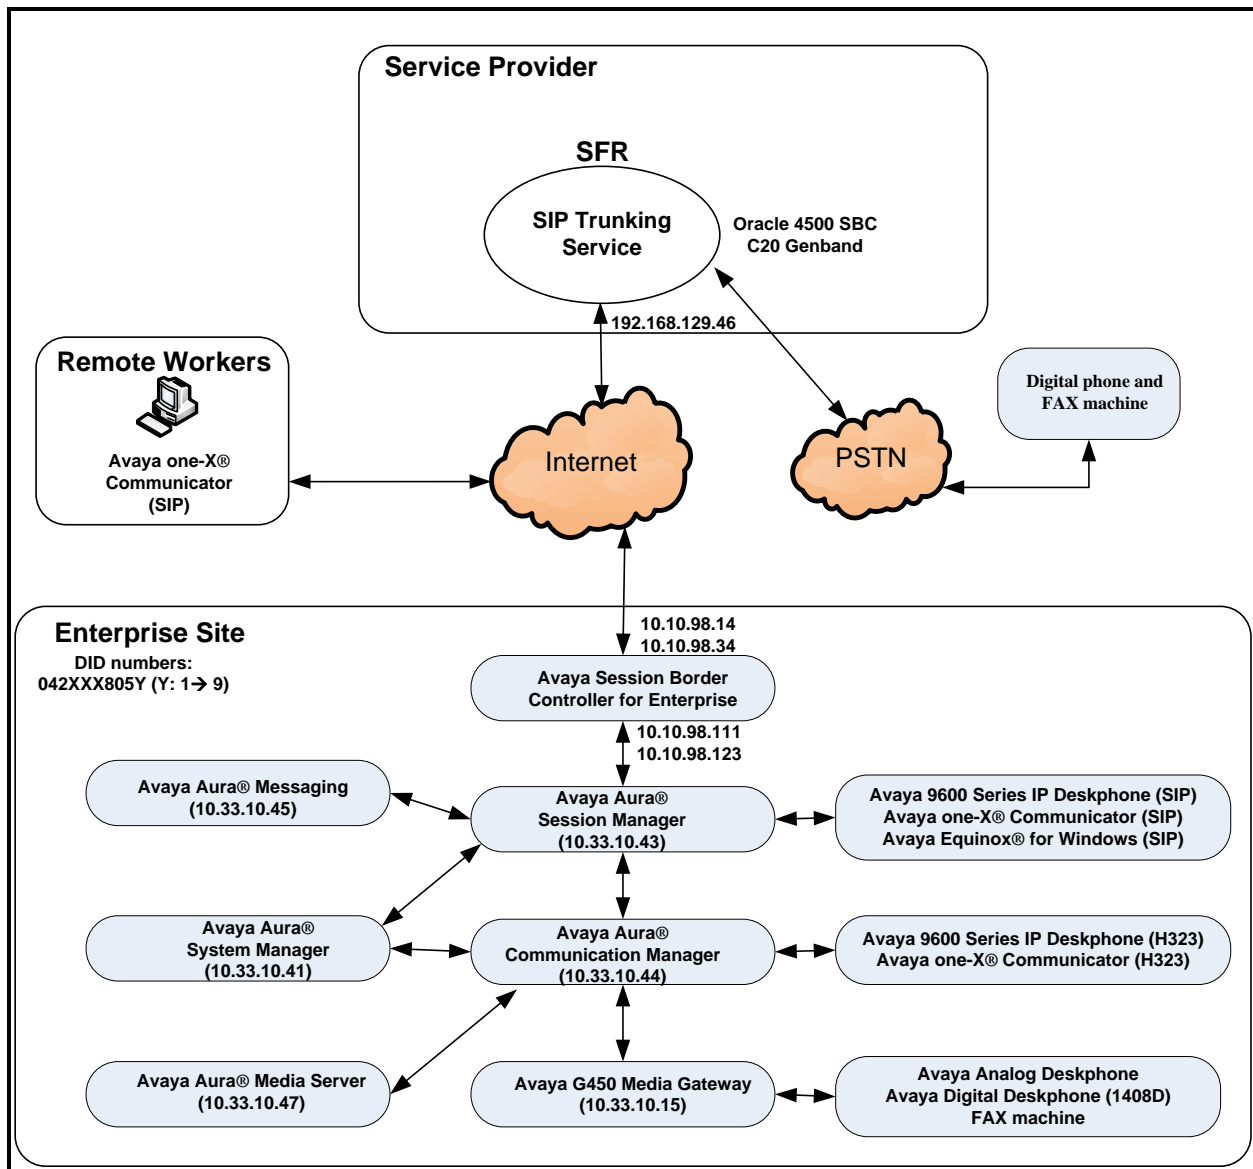 Service Provider
SFR
SIP Trunking
Service
Oracle 4500 SBC
C20 Genband
192.168.129.46
Remote Workers
Avaya one-X®
Communicator
(SIP)
Internet
PSTN
Digital phone and
FAX machine
Enterprise Site
DID numbers:
042XXX805Y (Y: 1→ 9)
10.10.98.14
10.10.98.34
Avaya Session Border
Controller for Enterprise
10.10.98.111
10.10.98.123
Avaya Aura® Messaging
(10.33.10.45)
Avaya Aura®
Session Manager
(10.33.10.43)
Avaya 9600 Series IP Deskphone (SIP)
Avaya one-X® Communicator (SIP)
Avaya Equinox® for Windows (SIP)
Avaya Aura®
System Manager
(10.33.10.41)
Avaya Aura®
Communication Manager
(10.33.10.44)
Avaya 9600 Series IP Deskphone (H323)
Avaya one-X® Communicator (H323)
Avaya Aura® Media Server
(10.33.10.47)
Avaya G450 Media Gateway
(10.33.10.15)
Avaya Analog Deskphone
Avaya Digital Deskphone (1408D)
FAX machine